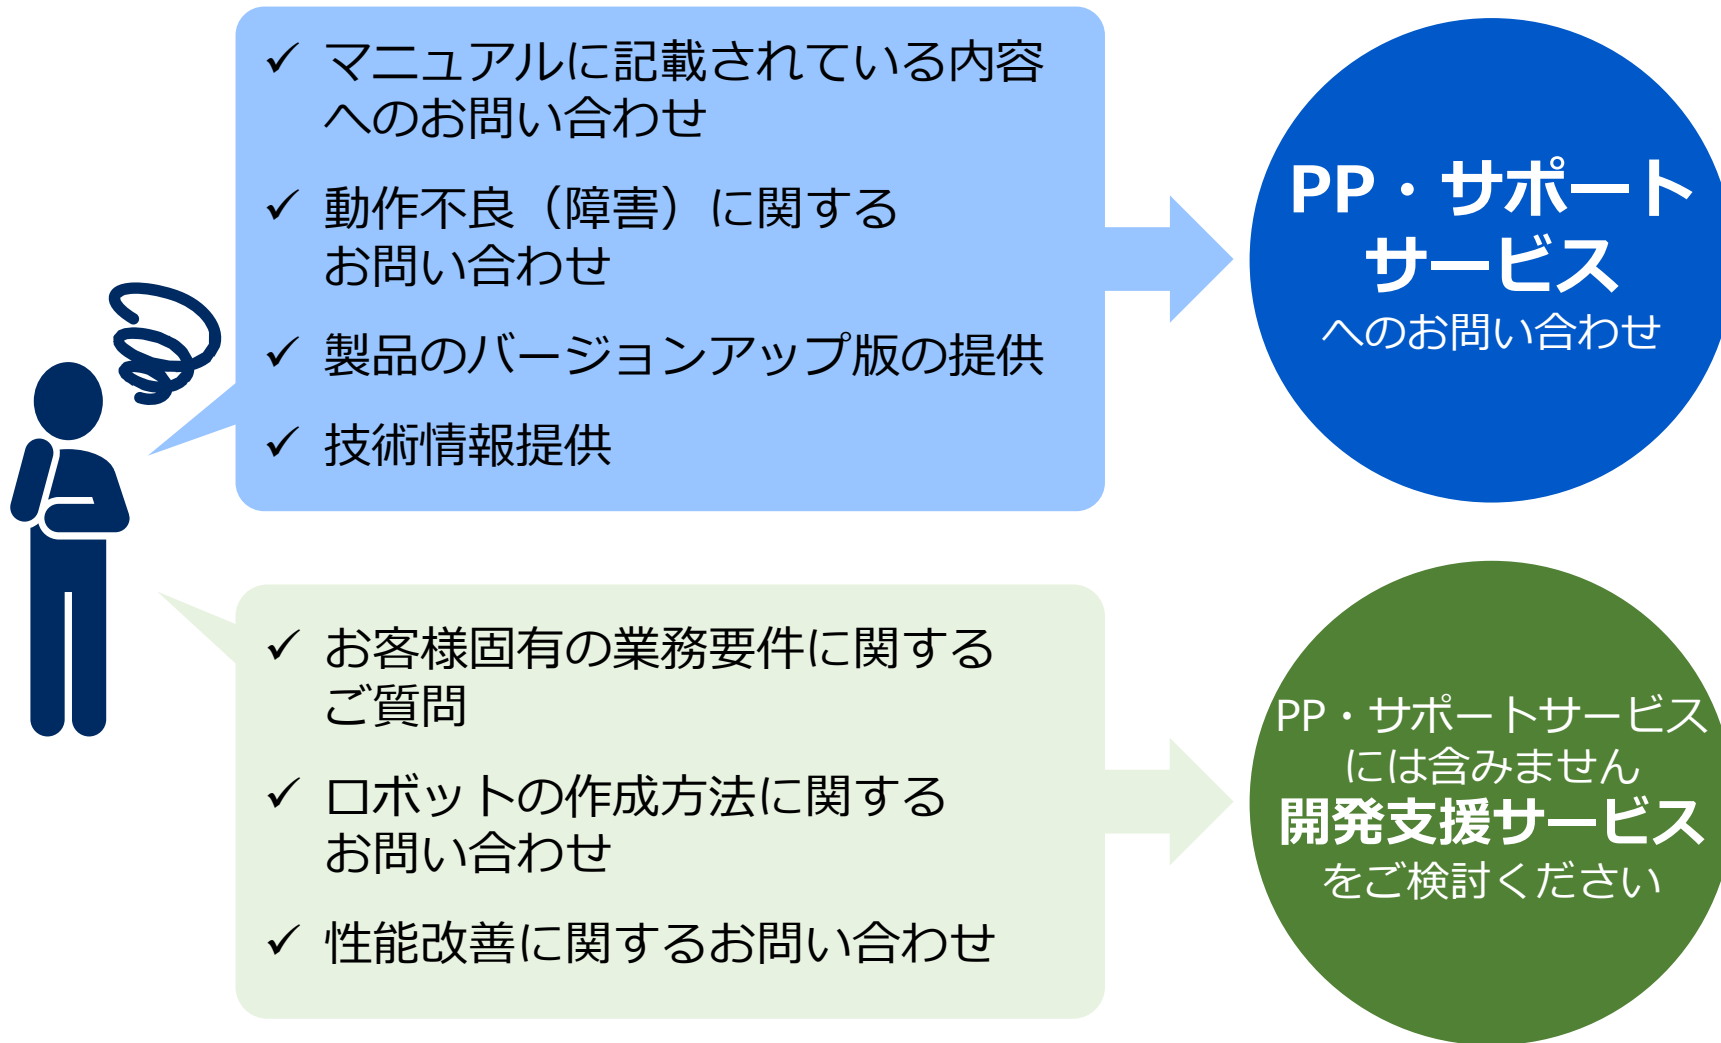 ✓ マニュアルに記載されている内容
へのお問い合わせ
✓ 動作不良（障害）に関する
お問い合わせ
✓ 製品のバージョンアップ版の提供
✓ 技術情報提供
PP・サポート
サービス
へのお問い合わせ
✓ お客様固有の業務要件に関する
ご質問
✓ ロボットの作成方法に関する
お問い合わせ
✓ 性能改善に関するお問い合わせ
PP・サポートサービス
には含みません
開発支援サービス
をご検討ください